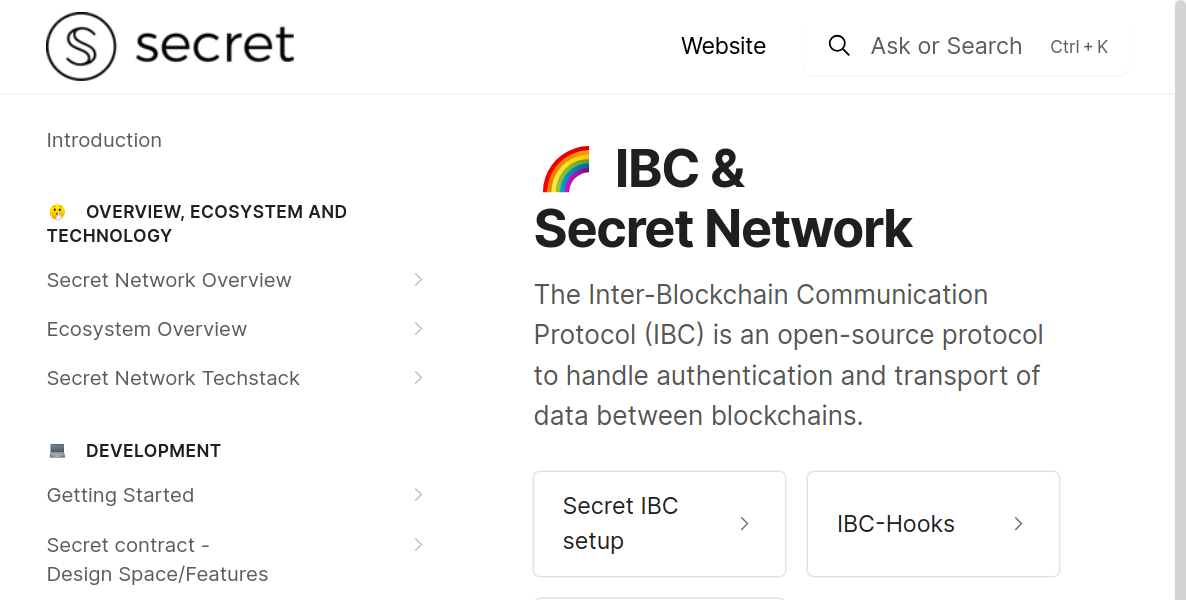 secret
Website
Ask or Search
Ctrl + K
Introduction
🤫 OVERVIEW, ECOSYSTEM AND
TECHNOLOGY
Secret Network Overview
Ecosystem Overview
Secret Network Techstack
💻 DEVELOPMENT
Getting Started
Secret contract -
Design Space/Features
🌈 IBC &
Secret Network
The Inter-Blockchain Communication
Protocol (IBC) is an open-source protocol
to handle authentication and transport of
data between blockchains.
Secret IBC
setup
IBC-Hooks